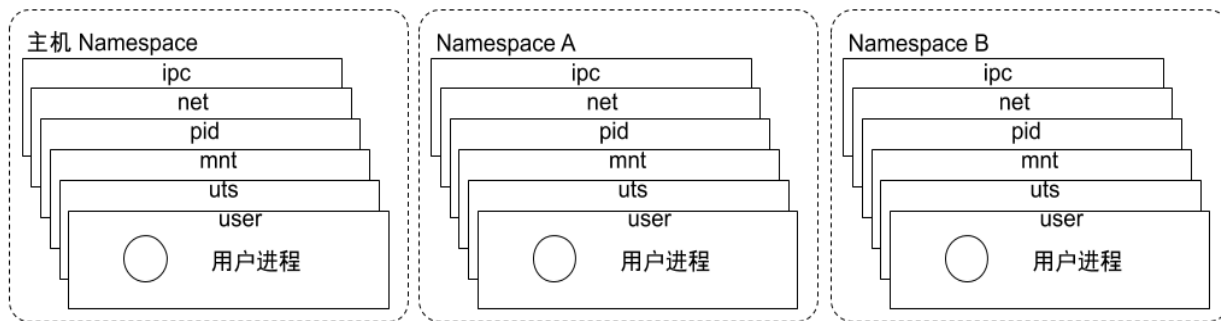 主机 Namespace
ipc
net
pid
mnt
uts
user
用户进程
Namespace A
ipc
net
pid
mnt
uts
user
用户进程
Namespace B
ipc
net
pid
mnt
uts
user
用户进程